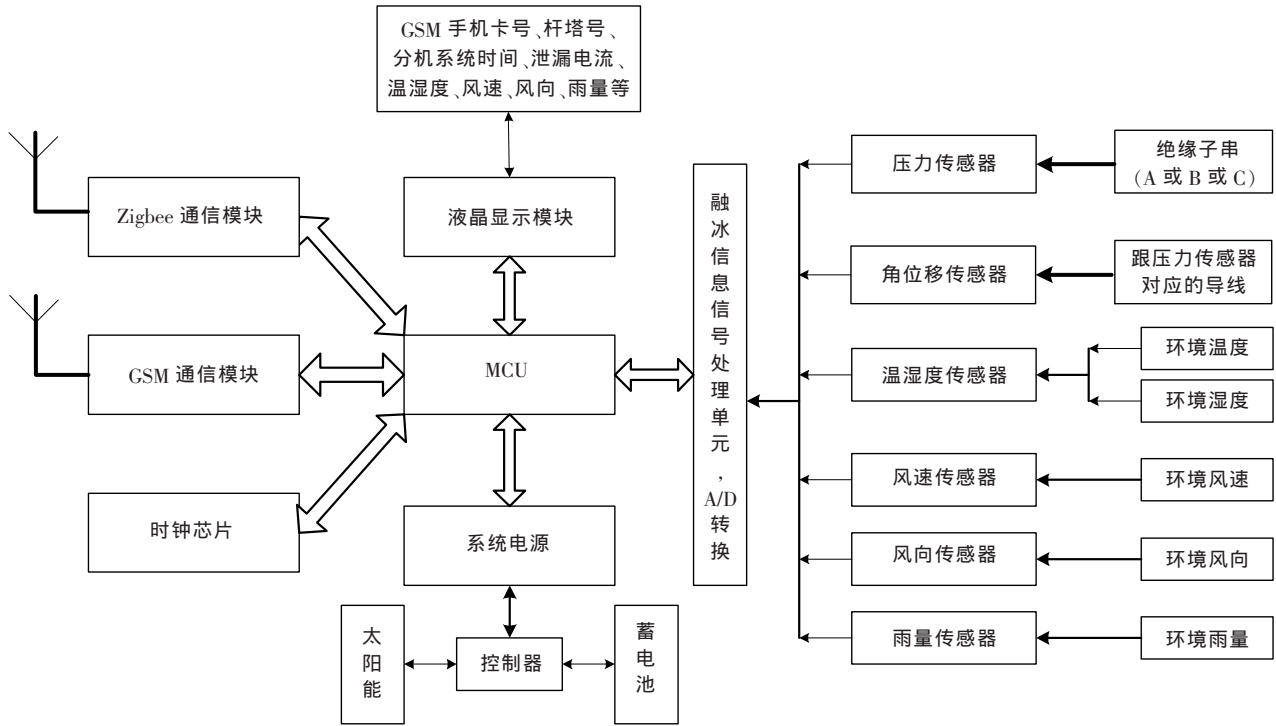 GSM 手机卡号、杆塔号、
分机系统时间、泄漏电流、
温湿度、风速、风向、雨量等
Zigbee 通信模块
液晶显示模块
GSM 通信模块
MCU
时钟芯片
系统电源
太阳能
控制器
蓄电池
融冰信息信号处理单元，A/D转换
压力传感器
绝缘子串
（A 或 B 或 C）
角位移传感器
跟压力传感器
对应的导线
温湿度传感器
环境温度
环境湿度
风速传感器
环境风速
风向传感器
环境风向
雨量传感器
环境雨量